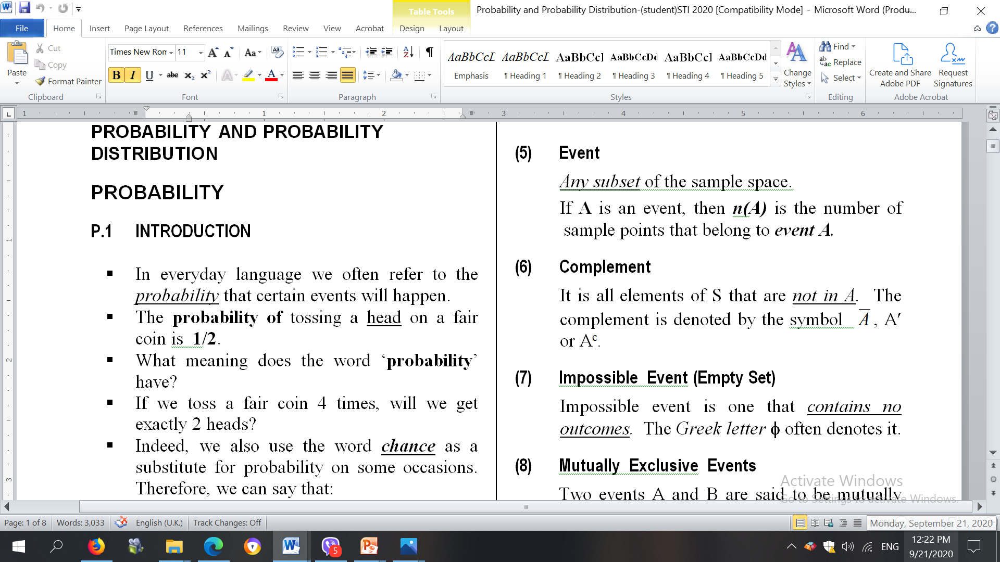 Table Tools
Probability and Probability Distribution-(student)STI 2020 [Compatibility Mode] - Microsoft Word (Produ...
File
Home
Insert
Page Layout
References
Mailings
Review
View
Acrobat
Design
Layout
Paste
Cut
Copy
Format Painter
Clipboard
Times New Ron
11
Font
Paragraph
AaBbCcL
AaBbCcL
AaBbCc]
AaBbCcDd
AaBbCc]
AaBbCcDd
Emphasis
¶ Heading 1
¶ Heading 2
¶ Heading 3
¶ Heading 4
¶ Heading 5
Change
Styles
Styles
Find
Replace
Select
Editing
Create and Share
Adobe PDF
Request
Signatures
Adobe Acrobat
1
1
2
3
4
5
6
1
2
3
PROBABILITY AND PROBABILITY
DISTRIBUTION
PROBABILITY
P.1 INTRODUCTION
▪ In everyday language we often refer to the
probability that certain events will happen.
▪ The probability of tossing a head on a fair
coin is 1/2.
▪ What meaning does the word ‘probability’
have?
▪ If we toss a fair coin 4 times, will we get
exactly 2 heads?
▪ Indeed, we also use the word chance as a
substitute for probability on some occasions.
Therefore, we can say that:
(5) Event
Any subset of the sample space.
If A is an event, then n(A) is the number of
sample points that belong to event A.
(6) Complement
It is all elements of S that are not in A. The
complement is denoted by the symbol A̅ , A′
or Aᶜ.
(7) Impossible Event (Empty Set)
Impossible event is one that contains no
outcomes. The Greek letter ϕ often denotes it.
(8) Mutually Exclusive Events
Two events A and B are said to be mutually
Activate Windows
Go to Settings to activate Windows.
Page: 1 of 8
Words: 3,033
English (U.K.)
Track Changes: Off
Monday, September 21, 2020
5
ENG
12:22 PM
9/21/2020